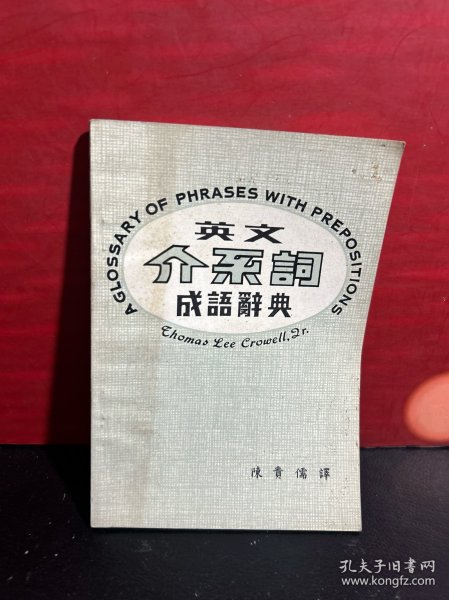 A GLOSSARY OF PHRASES WITH PREPOSITIONS
英文
介系詞
成語辭典
Thomas Lee Crowell, Jr.
陳貴儒譯
孔夫子旧书网
www.kongfz.com